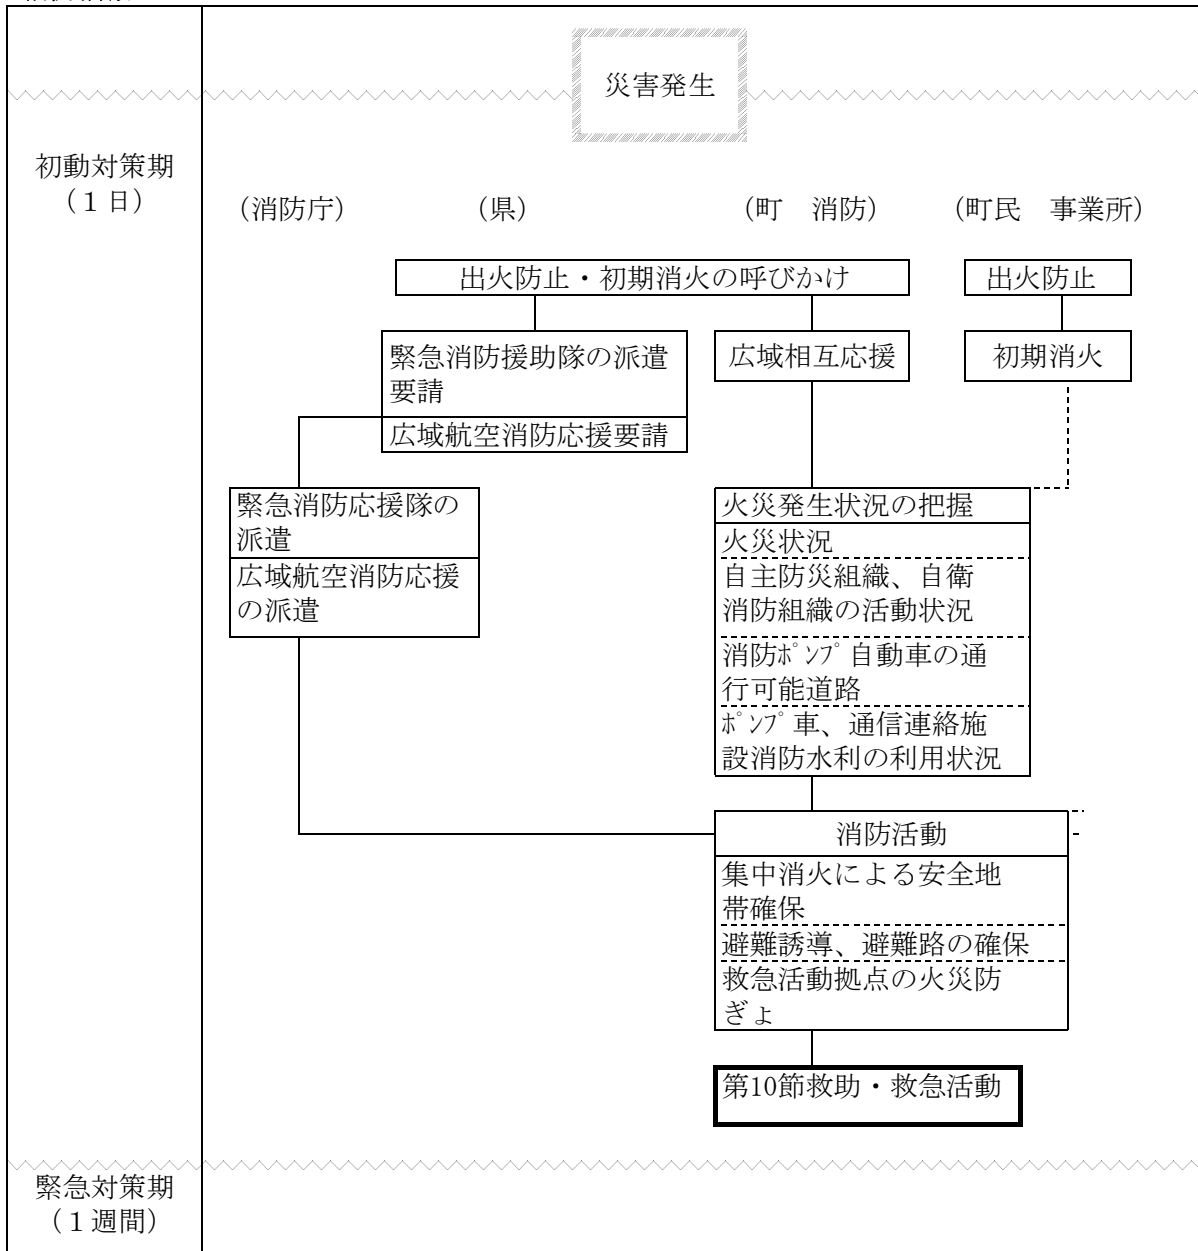 災害発生
初動対策期
（１日）
（消防庁）
（県）
（町　消防）
（町民　事業所）
出火防止・初期消火の呼びかけ
出火防止
緊急消防援助隊の派遣
要請
広域相互応援
初期消火
広域航空消防応援要請
緊急消防応援隊の
派遣
広域航空消防応援
の派遣
火災発生状況の把握
火災状況
自主防災組織、自衛
消防組織の活動状況
消防ﾎﾟﾝﾌﾟ自動車の通
行可能道路
ﾎﾟﾝﾌﾟ車、通信連絡施
設消防水利の利用状況
消防活動
集中消火による安全地
帯確保
避難誘導、避難路の確保
救急活動拠点の火災防
ぎょ
第10節救助・救急活動
緊急対策期
（１週間）